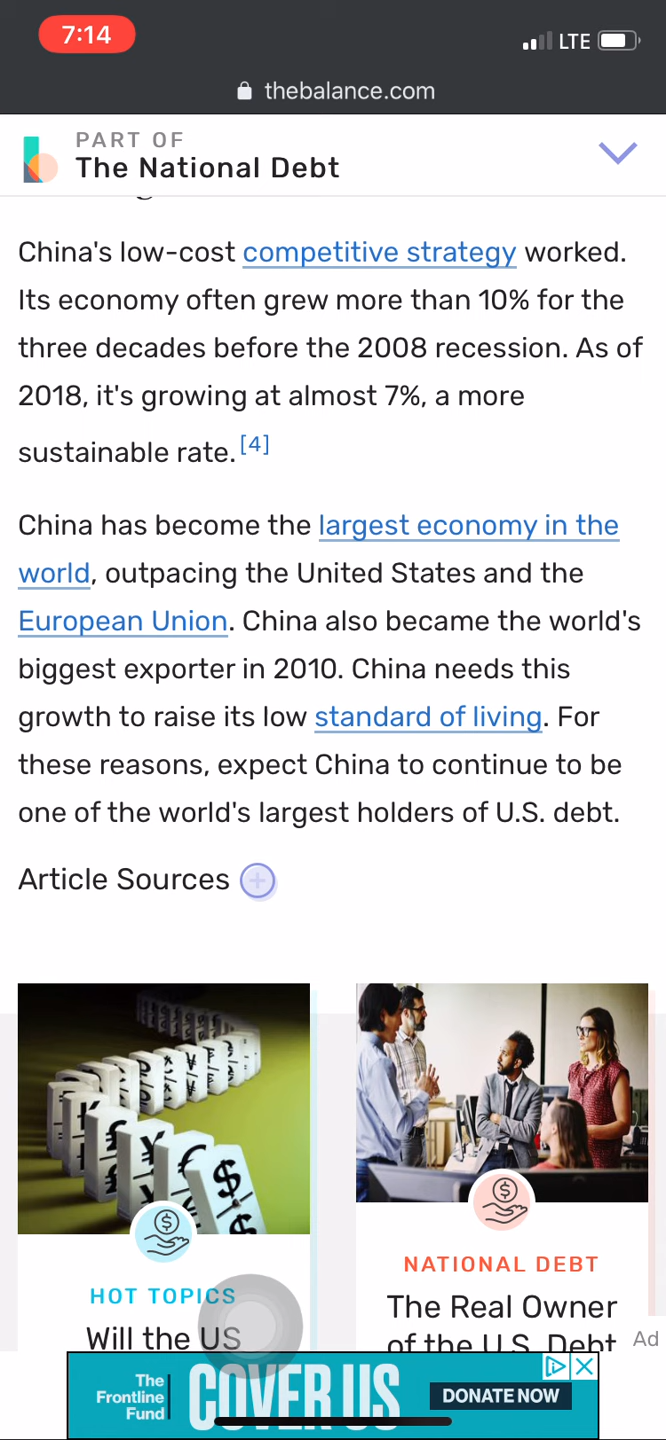 7:14
LTE
thebalance.com
PART OF
The National Debt
China's low-cost competitive strategy worked.
Its economy often grew more than 10% for the
three decades before the 2008 recession. As of
2018, it's growing at almost 7%, a more
sustainable rate. [4]
China has become the largest economy in the
world, outpacing the United States and the
European Union. China also became the world's
biggest exporter in 2010. China needs this
growth to raise its low standard of living. For
these reasons, expect China to continue to be
one of the world's largest holders of U.S. debt.
Article Sources
HOT TOPICS
Will the US
NATIONAL DEBT
The Real Owner
of the U.S. Debt
Ad
The
Frontline
Fund
COVER US
DONATE NOW